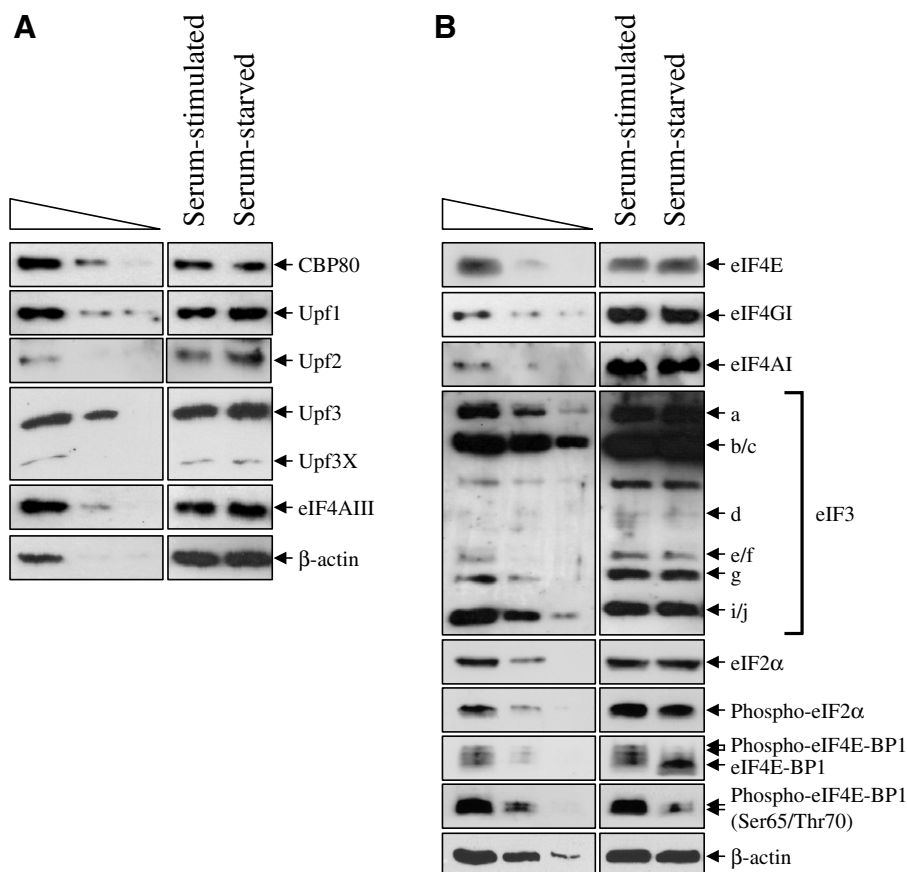 A
Serum-stimulated
Serum-starved
CBP80
Upf1
Upf2
Upf3
Upf3X
eIF4AIII
β-actin
B
Serum-stimulated
Serum-starved
eIF4E
eIF4GI
eIF4AI
a
b/c
d
e/f
g
i/j
eIF3
eIF2α
Phospho-eIF2α
Phospho-eIF4E-BP1
eIF4E-BP1
Phospho-eIF4E-BP1
(Ser65/Thr70)
β-actin